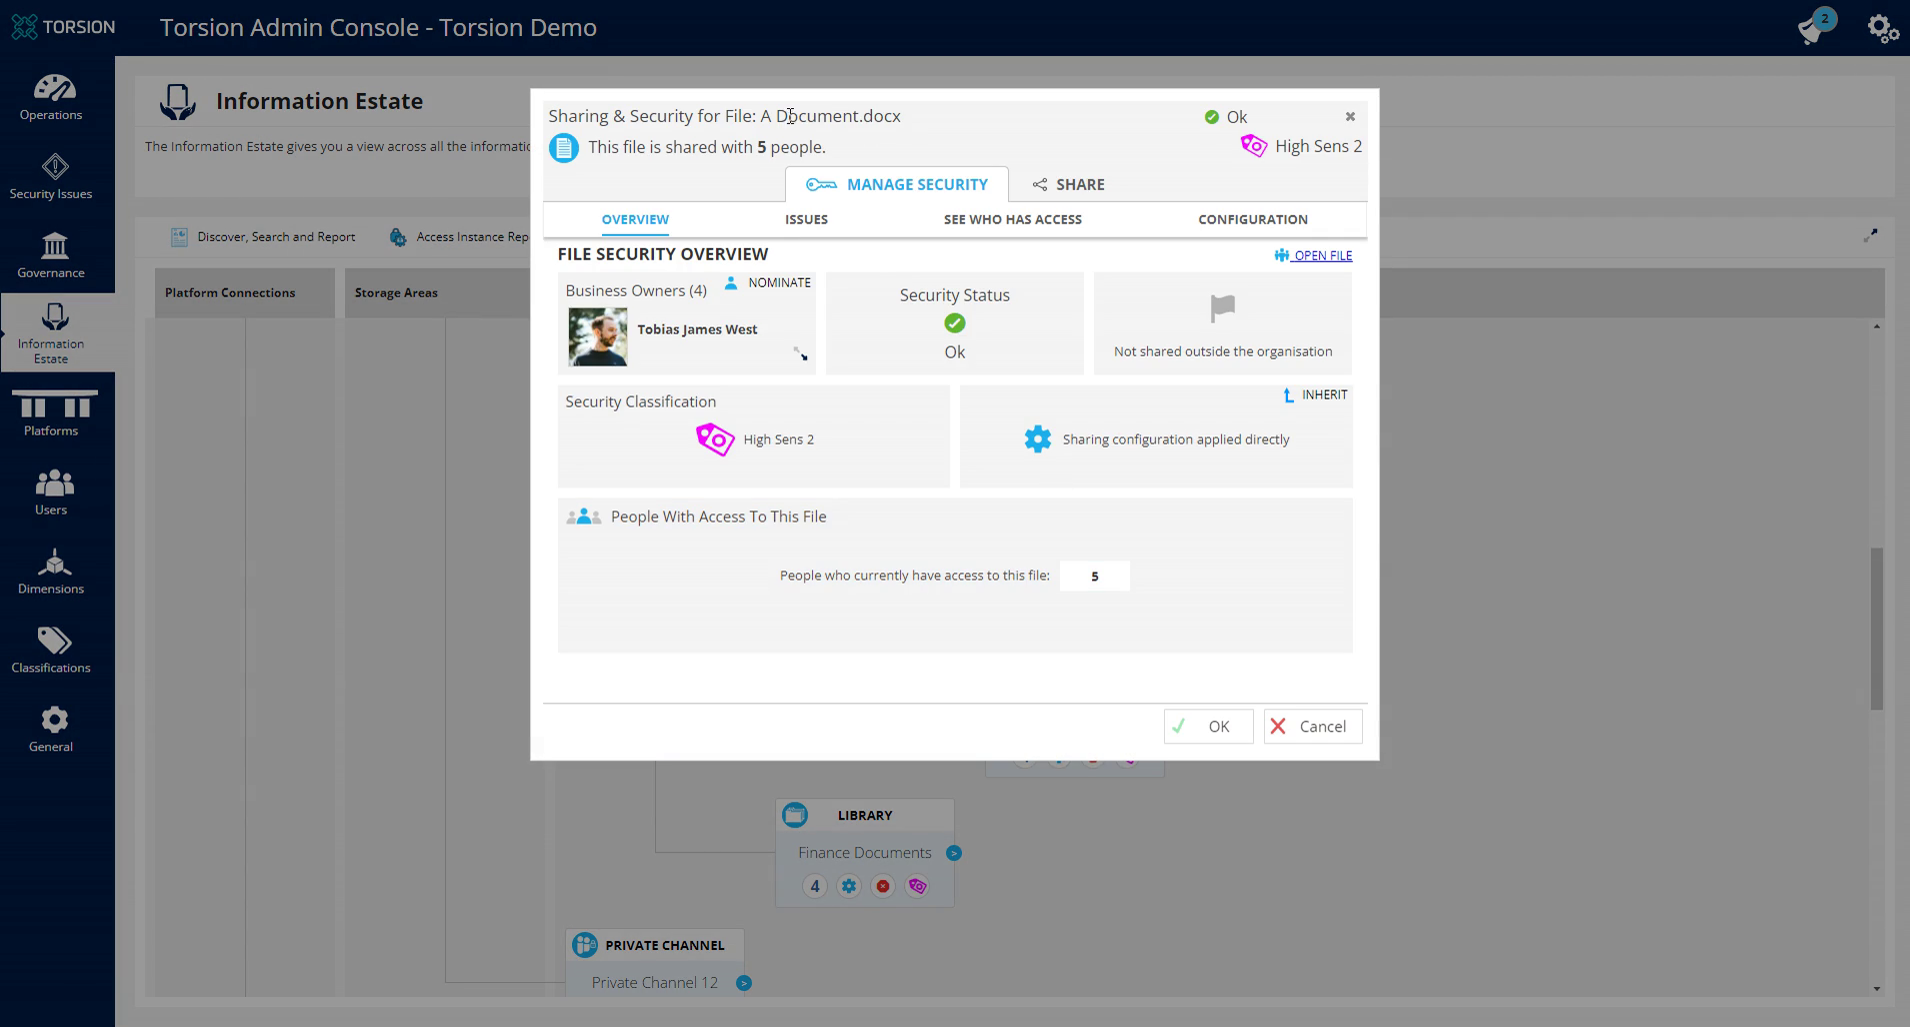 TORSION
Torsion Admin Console - Torsion Demo
2
Operations
Security Issues
Governance
Information
Estate
Platforms
Users
Dimensions
Classifications
General
Information Estate
The Information Estate gives you a view across all the informatio
Discover, Search and Report
Access Instance Rep
Platform Connections
Storage Areas
Sharing & Security for File: A Document.docx
Ok
This file is shared with 5 people.
High Sens 2
MANAGE SECURITY
SHARE
OVERVIEW
ISSUES
SEE WHO HAS ACCESS
CONFIGURATION
FILE SECURITY OVERVIEW
OPEN FILE
Business Owners (4)
NOMINATE
Tobias James West
Security Status
Ok
Not shared outside the organisation
Security Classification
High Sens 2
INHERIT
Sharing configuration applied directly
People With Access To This File
People who currently have access to this file:
5
OK
Cancel
LIBRARY
Finance Documents
4
PRIVATE CHANNEL
Private Channel 12